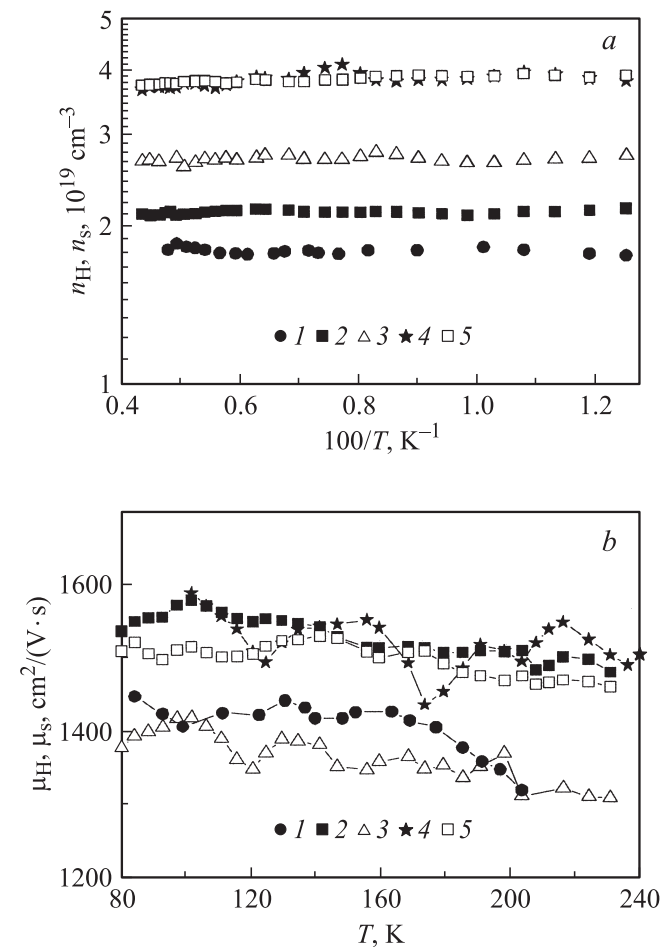 5
a
4
3
2
1
n_H, n_s, 10^19 cm^−3
1 2 3 4 5
0.4 0.6 0.8 1.0 1.2
100/T, K^−1
b
1600
1400
1200
μ_H, μ_s, cm^2/(V · s)
1 2 3 4 5
80 120 160 200 240
T, K